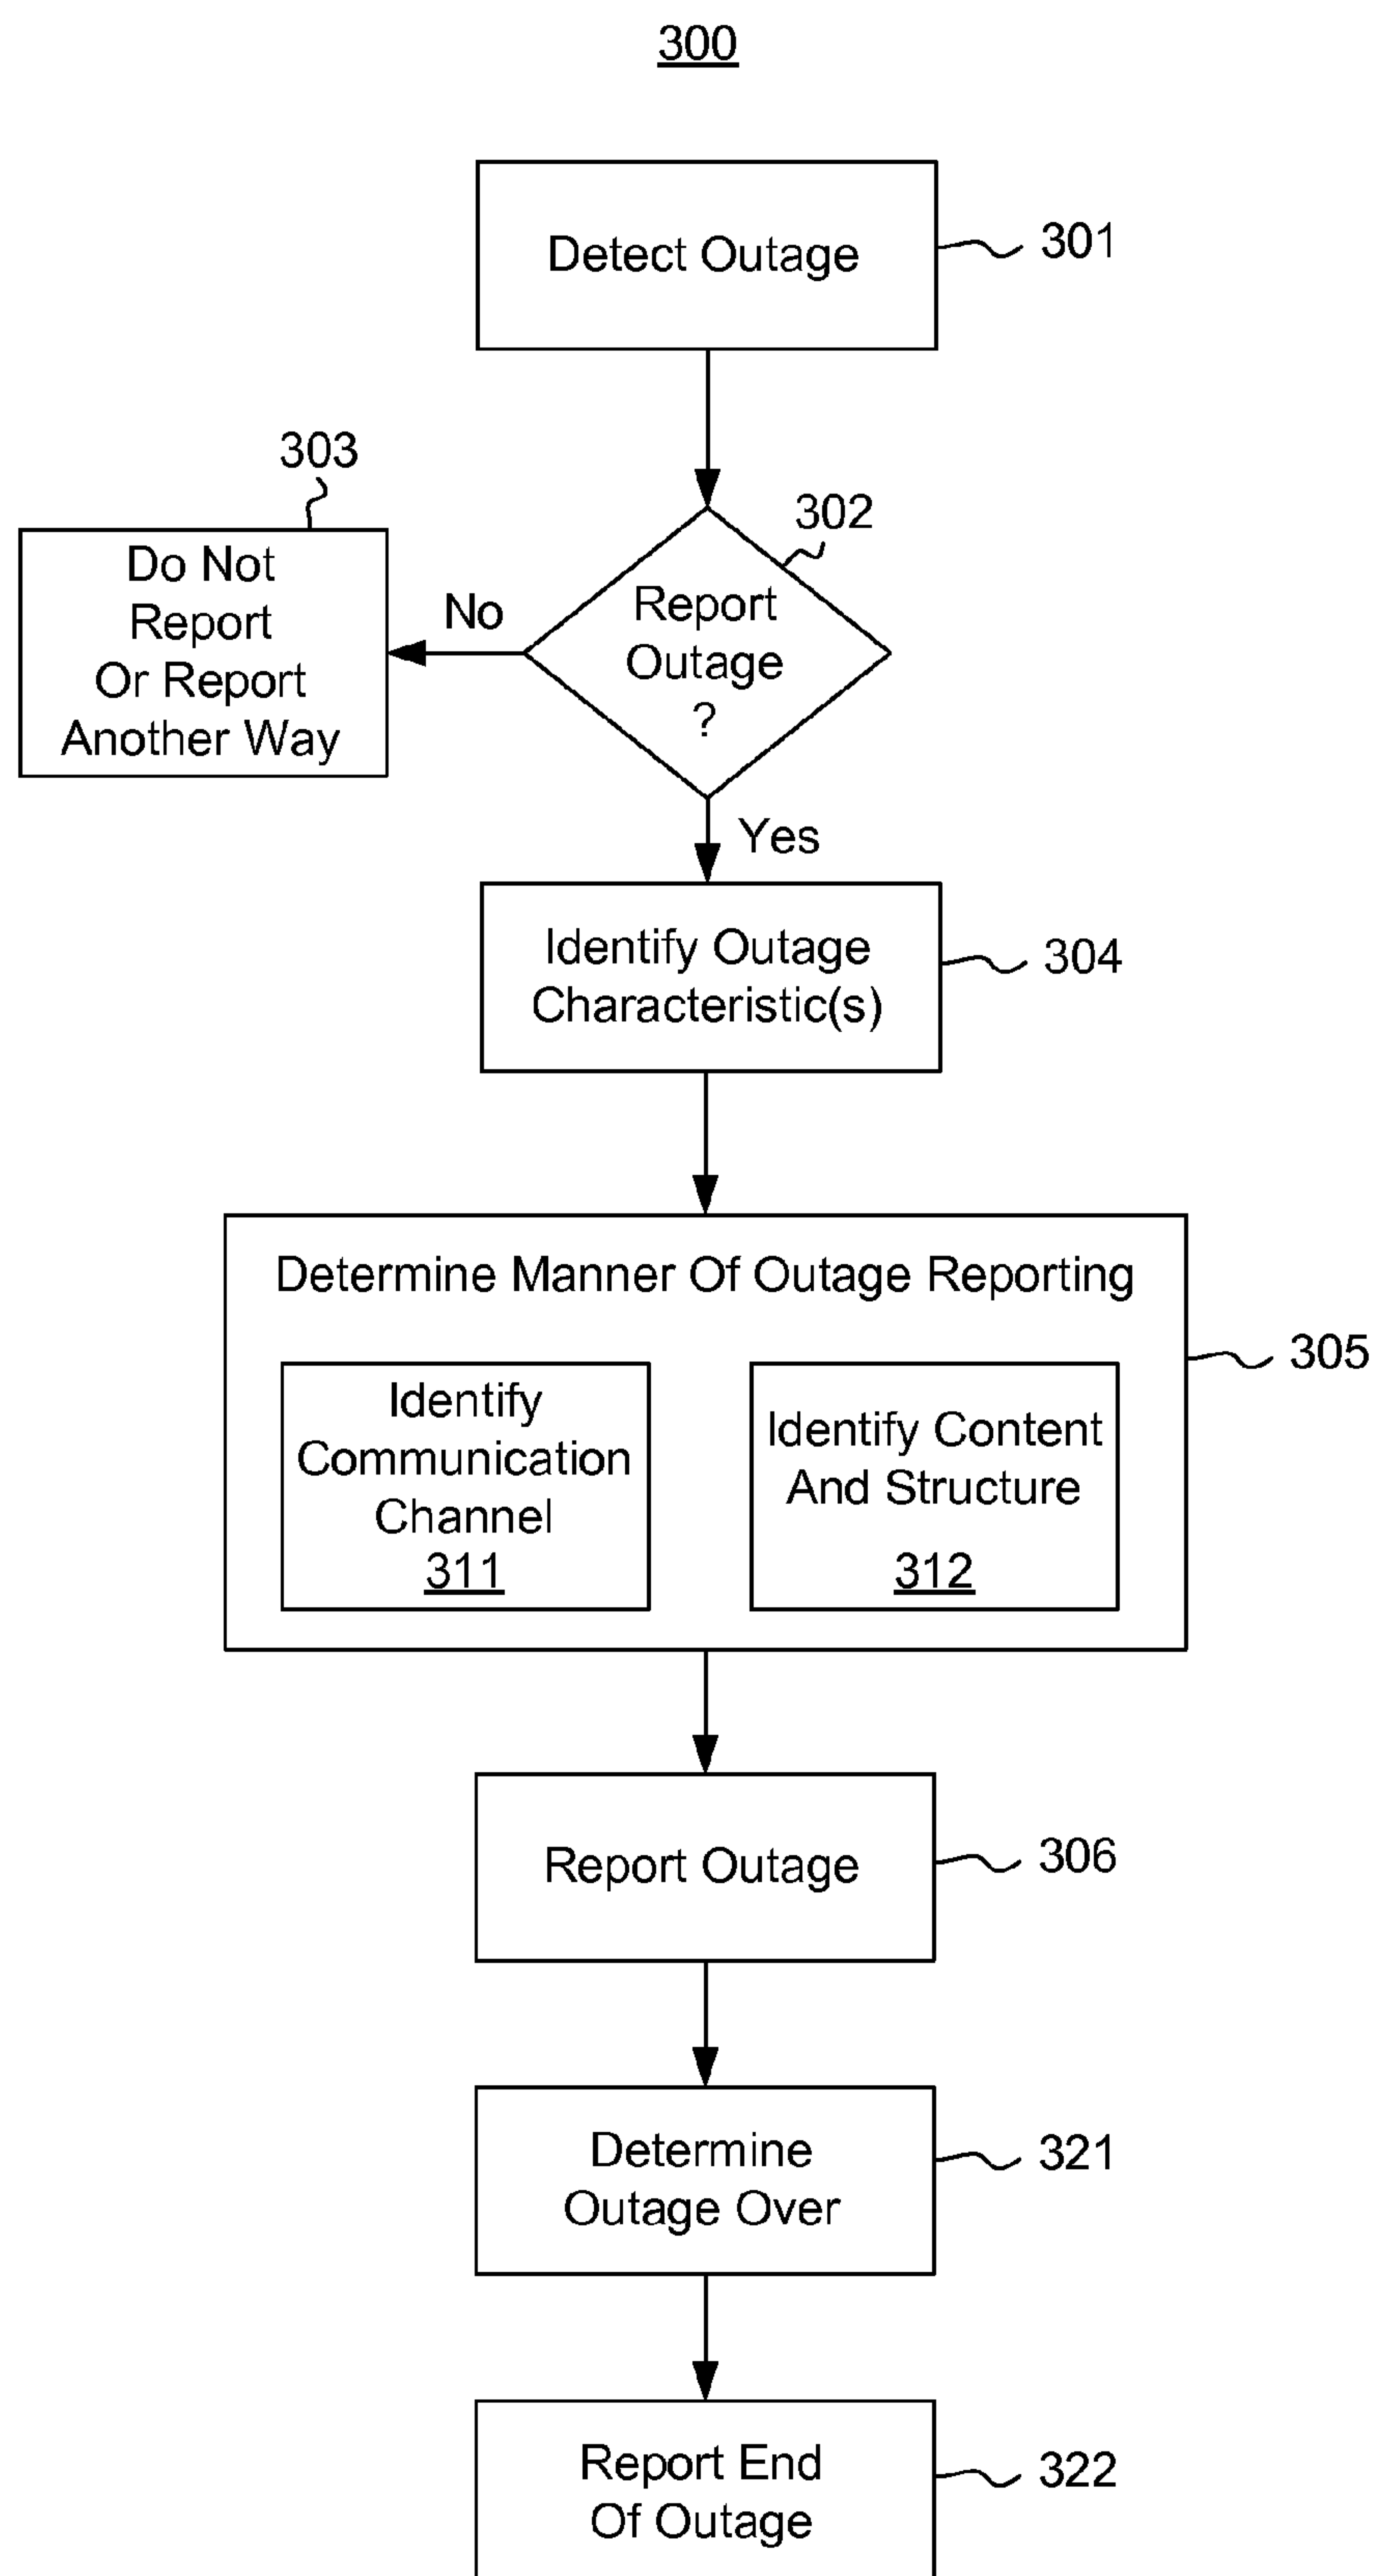 300
Detect Outage
301
303
Do Not
Report
Or Report
Another Way
No
302
Report
Outage
?
Yes
Identify Outage
Characteristic(s)
304
Determine Manner Of Outage Reporting
305
Identify
Communication
Channel
311
Identify Content
And Structure
312
Report Outage
306
Determine
Outage Over
321
Report End
Of Outage
322